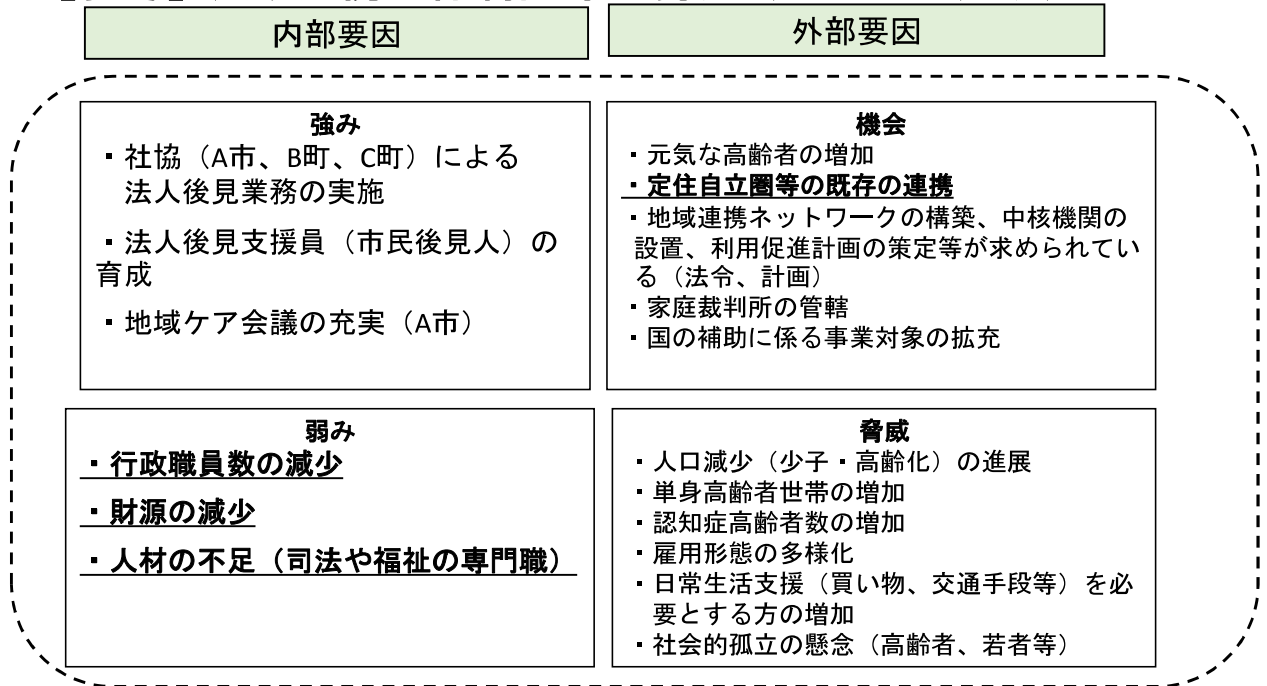 内部要因
外部要因
強み
・社協（A市、B町、C町）による
法人後見業務の実施
・法人後見支援員（市民後見人）の
育成
・地域ケア会議の充実（A市）
機会
・元気な高齢者の増加
・定住自立圏等の既存の連携
・地域連携ネットワークの構築、中核機関の
設置、利用促進計画の策定等が求められてい
る（法令、計画）
・家庭裁判所の管轄
・国の補助に係る事業対象の拡充
弱み
・行政職員数の減少
・財源の減少
・人材の不足（司法や福祉の専門職）
脅威
・人口減少（少子・高齢化）の進展
・単身高齢者世帯の増加
・認知症高齢者数の増加
・雇用形態の多様化
・日常生活支援（買い物、交通手段等）を必
要とする方の増加
・社会的孤立の懸念（高齢者、若者等）